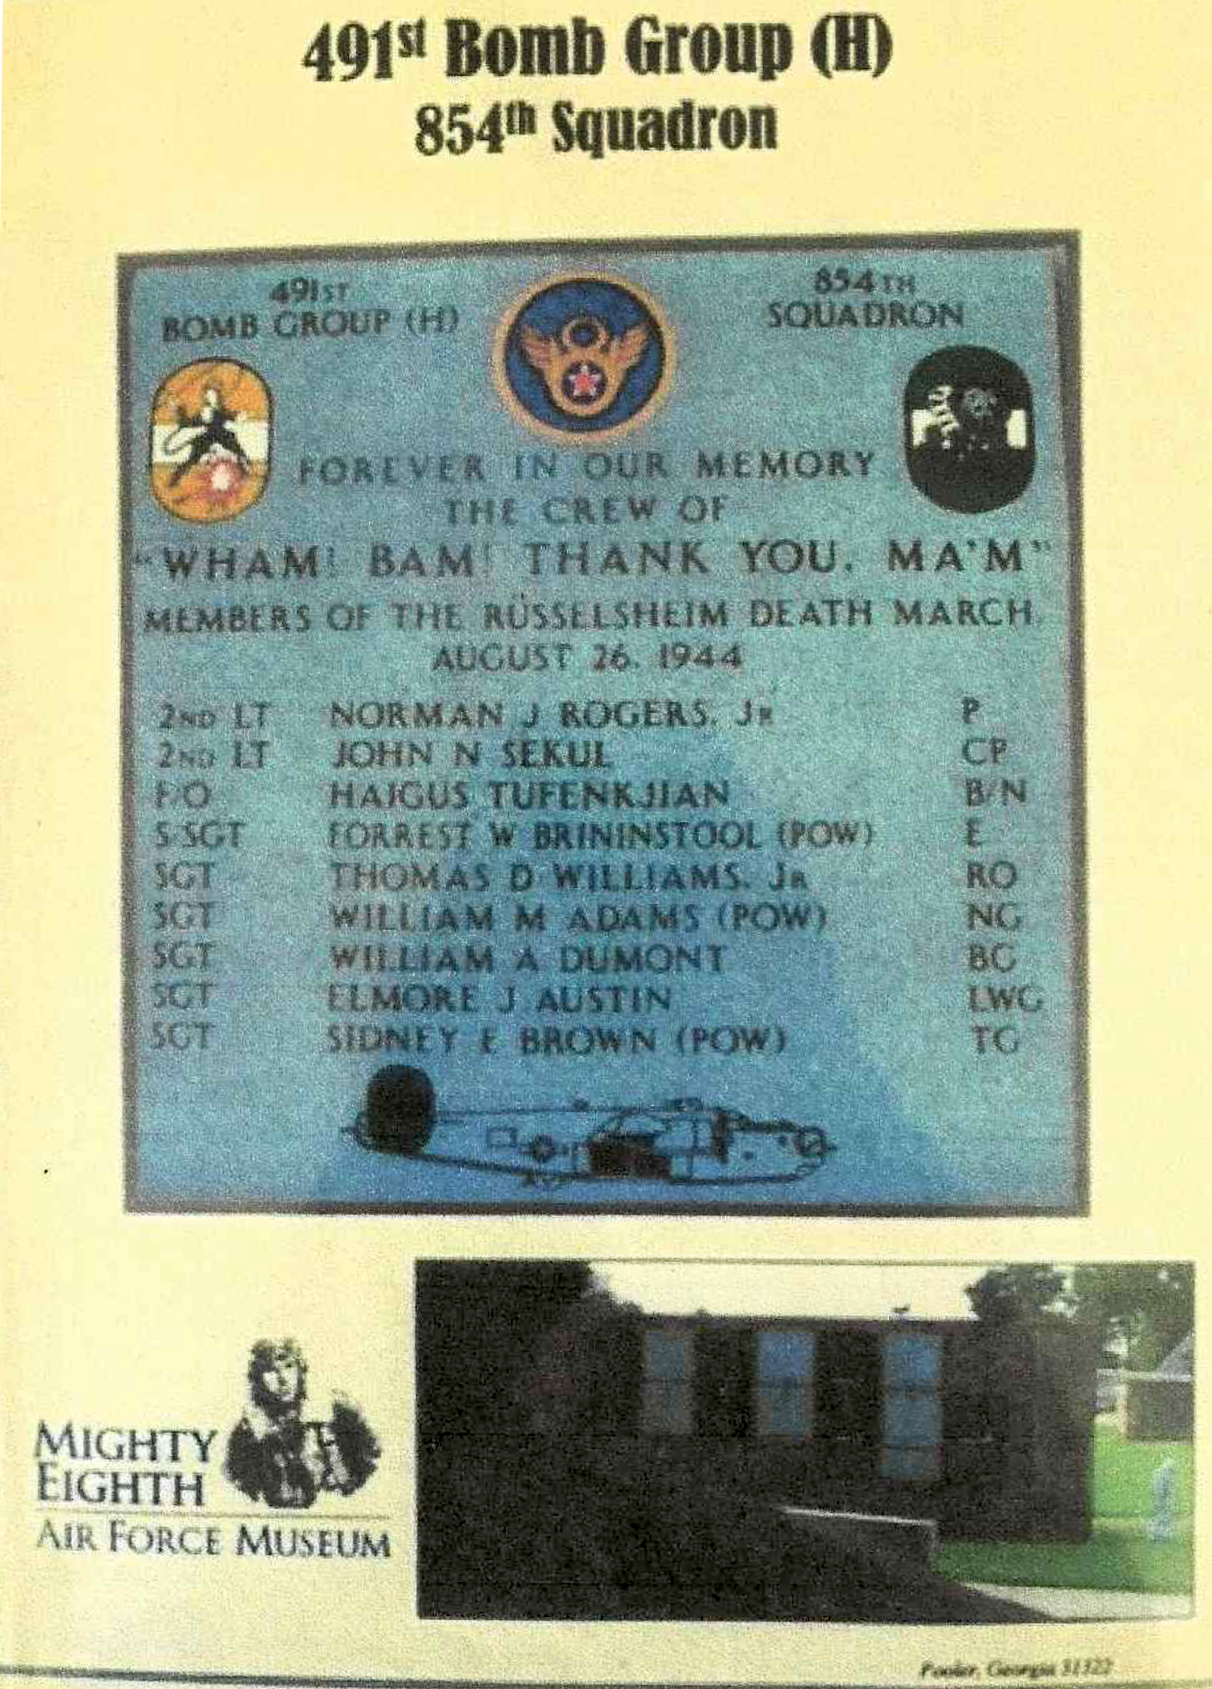 491st Bomb Group (H)
854th Squadron
491ST
BOMB GROUP (H)
854TH
SQUADRON
FOREVER IN OUR MEMORY
THE CREW OF
"WHAM! BAM! THANK YOU, MA'M"
MEMBERS OF THE RÜSSELSHEIM DEATH MARCH,
AUGUST 26, 1944
2ND LT NORMAN J ROGERS, JR P
2ND LT JOHN N SEKUL CP
F/O HAIGUS TUFENKJIAN B/N
S SGT FORREST W BRININSTOOL (POW) E
SGT THOMAS D WILLIAMS, JR RO
SGT WILLIAM M ADAMS (POW) NG
SGT WILLIAM A DUMONT BG
SGT ELMORE J AUSTIN LWG
SGT SIDNEY E BROWN (POW) TG
MIGHTY
EIGHTH
AIR FORCE MUSEUM
Pooler, Georgia 31322